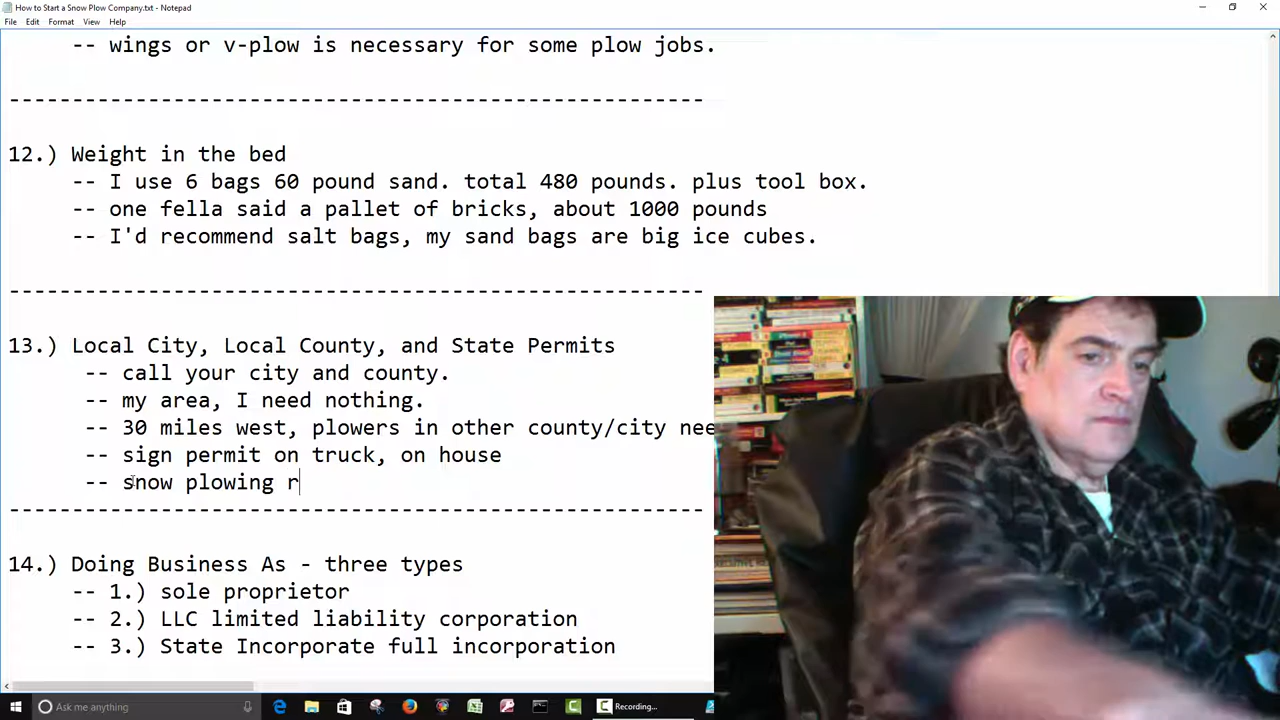 How to Start a Snow Plow Company.txt - Notepad
File Edit Format View Help
-- wings or v-plow is necessary for some plow jobs.
-------------------------------------------------------
12.) Weight in the bed
-- I use 6 bags 60 pound sand. total 480 pounds. plus tool box.
-- one fella said a pallet of bricks, about 1000 pounds
-- I'd recommend salt bags, my sand bags are big ice cubes.
-------------------------------------------------------
13.) Local City, Local County, and State Permits
-- call your city and county.
-- my area, I need nothing.
-- 30 miles west, plowers in other county/city nee
-- sign permit on truck, on house
-- snow plowing r
-------------------------------------------------------
14.) Doing Business As - three types
-- 1.) sole proprietor
-- 2.) LLC limited liability corporation
-- 3.) State Incorporate full incorporation
Ask me anything
Recording...